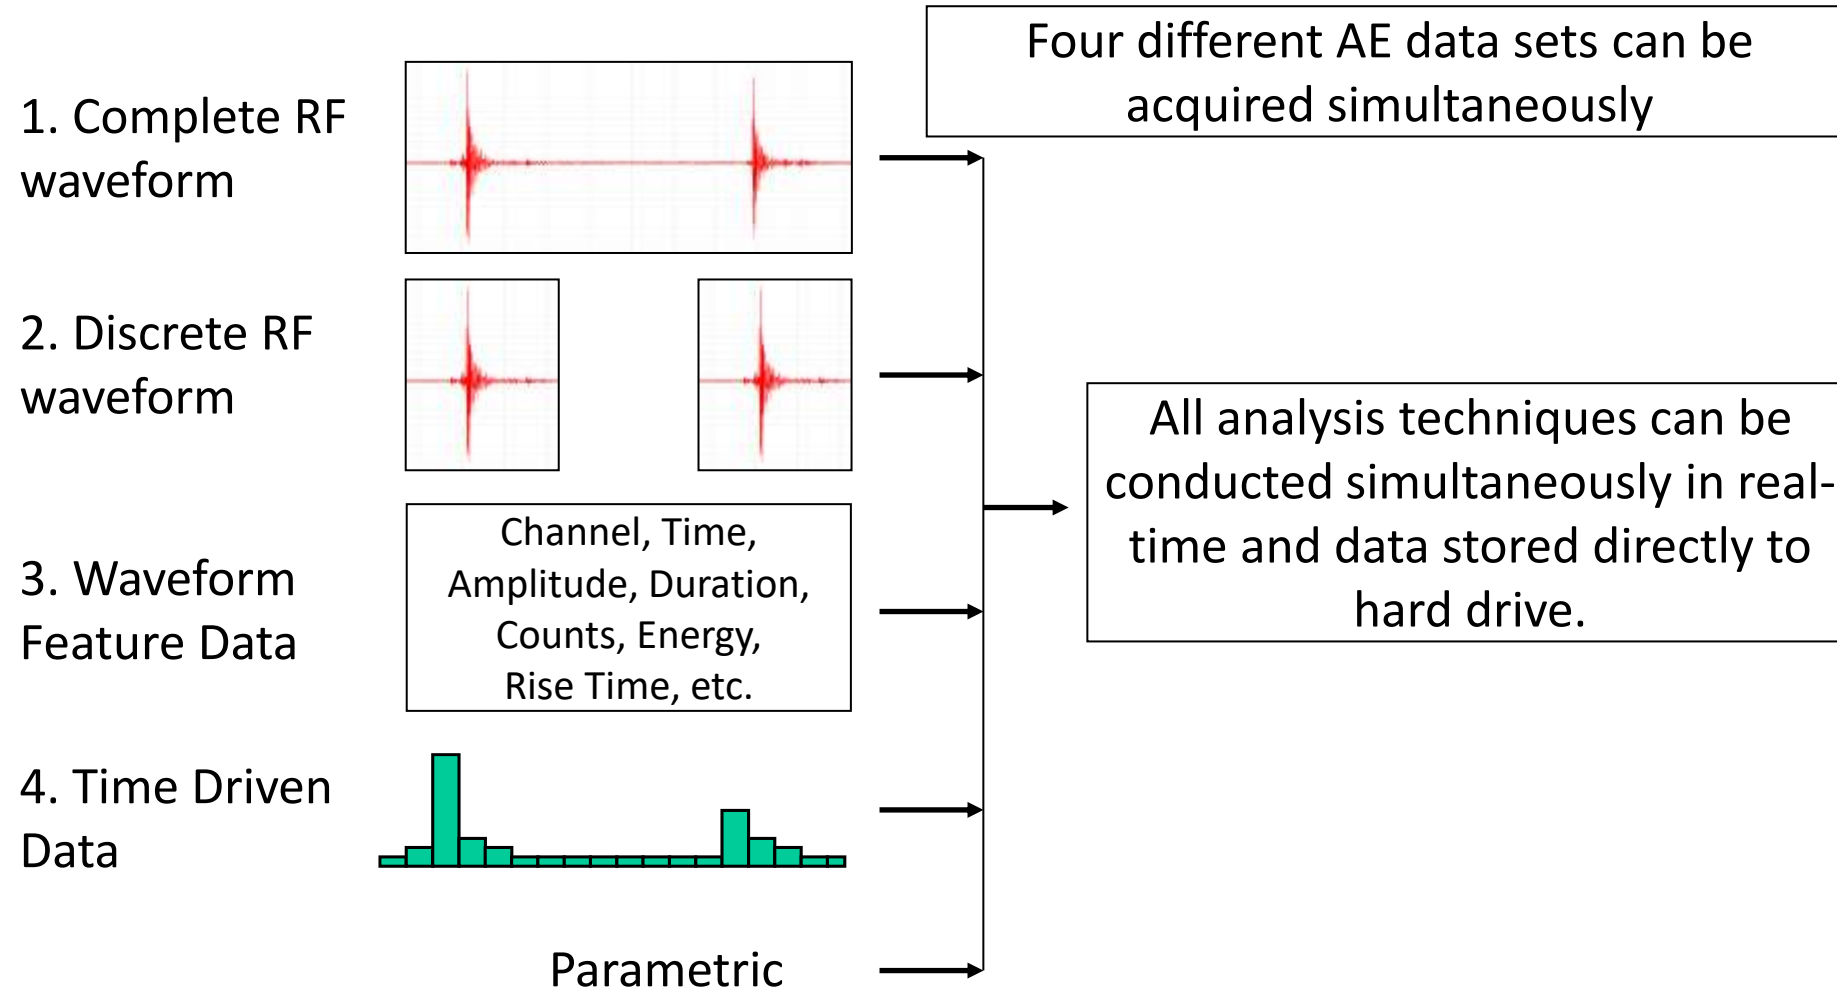 Four different AE data sets can be
acquired simultaneously
1. Complete RF
waveform
2. Discrete RF
waveform
All analysis techniques can be
conducted simultaneously in real-
time and data stored directly to
hard drive.
3. Waveform
Feature Data
Channel, Time,
Amplitude, Duration,
Counts, Energy,
Rise Time, etc.
4. Time Driven
Data
Parametric